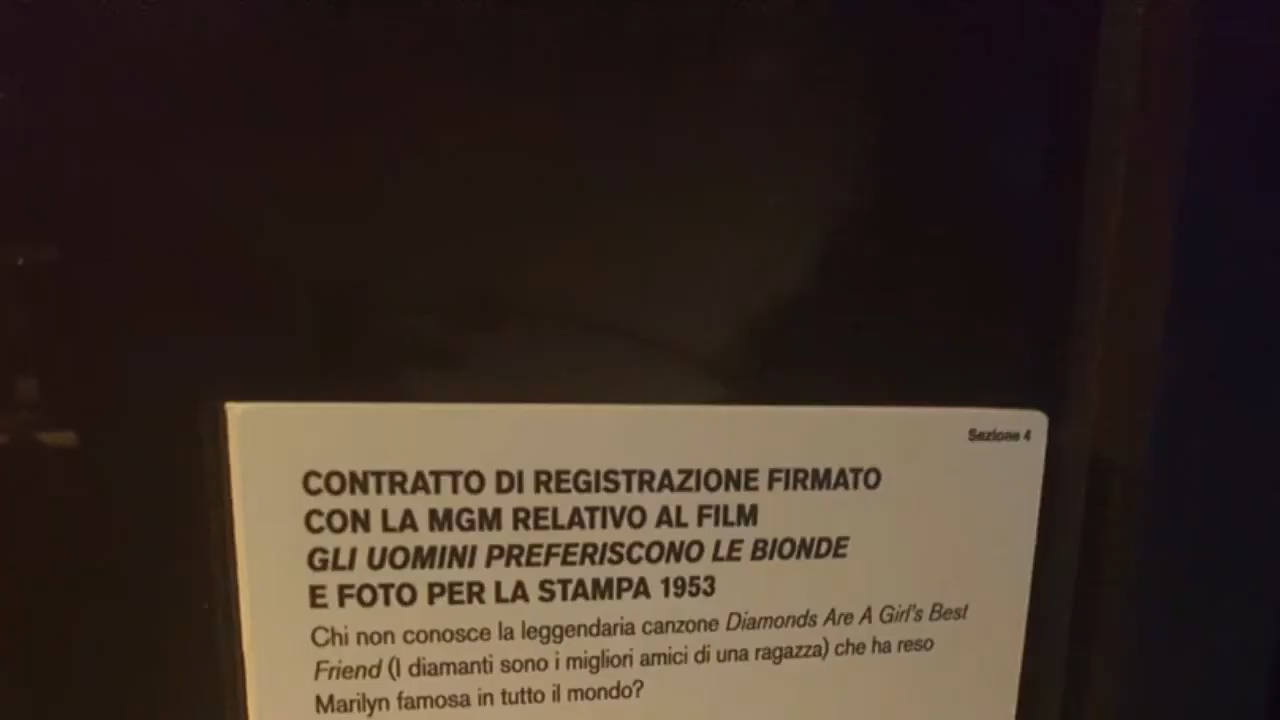 Sezione 4
CONTRATTO DI REGISTRAZIONE FIRMATO
CON LA MGM RELATIVO AL FILM
GLI UOMINI PREFERISCONO LE BIONDE
E FOTO PER LA STAMPA 1953
Chi non conosce la leggendaria canzone Diamonds Are A Girl's Best
Friend (I diamanti sono i migliori amici di una ragazza) che ha reso
Marilyn famosa in tutto il mondo?